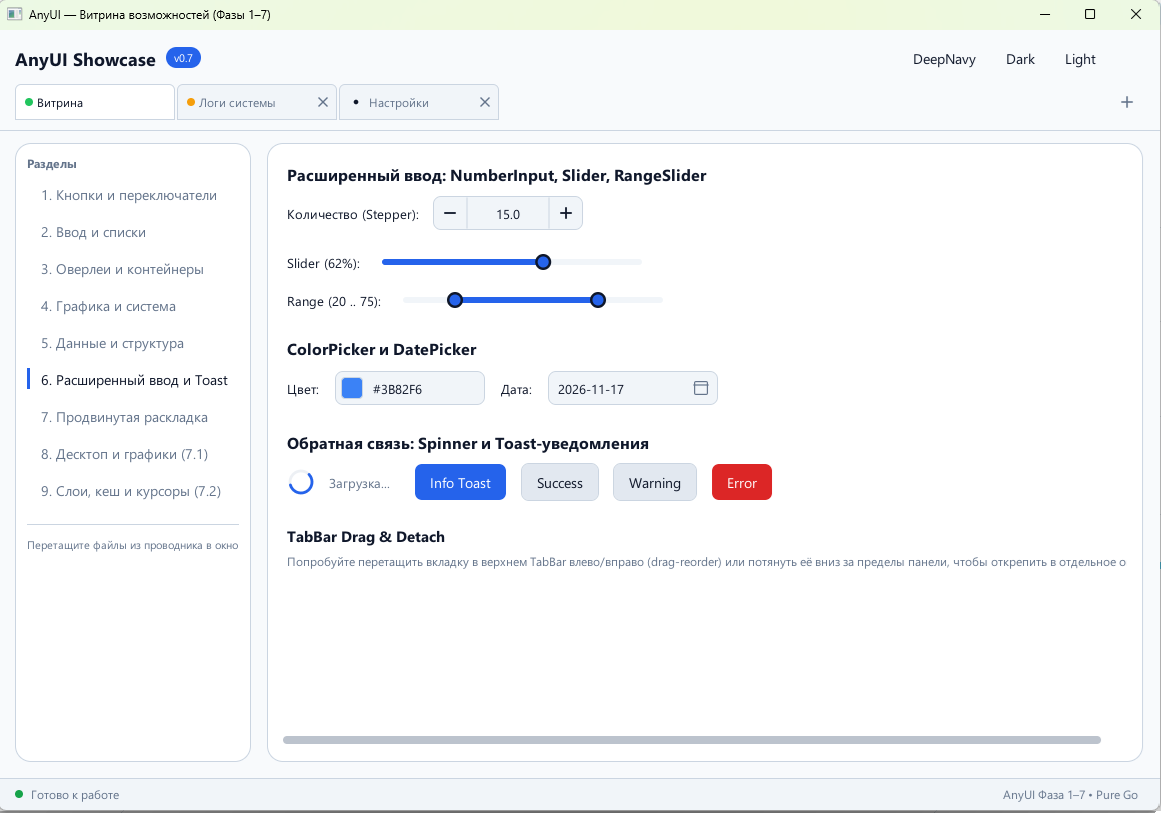 AnyUI — Витрина возможностей (Фазы 1–7)
AnyUI Showcase v0.7 DeepNavy Dark Light
Витрина Логи системы Настройки
Разделы
1. Кнопки и переключатели
2. Ввод и списки
3. Оверлеи и контейнеры
4. Графика и система
5. Данные и структура
6. Расширенный ввод и Toast
7. Продвинутая раскладка
8. Десктоп и графики (7.1)
9. Слои, кеш и курсоры (7.2)
Перетащите файлы из проводника в окно
Расширенный ввод: NumberInput, Slider, RangeSlider
Количество (Stepper): − 15.0 +
Slider (62%):
Range (20 .. 75):
ColorPicker и DatePicker
Цвет: #3B82F6 Дата: 2026-11-17
Обратная связь: Spinner и Toast-уведомления
Загрузка... Info Toast Success Warning Error
TabBar Drag & Detach
Попробуйте перетащить вкладку в верхнем TabBar влево/вправо (drag-reorder) или потянуть её вниз за пределы панели, чтобы открепить в отдельное о
Готово к работе AnyUI Фаза 1–7 • Pure Go